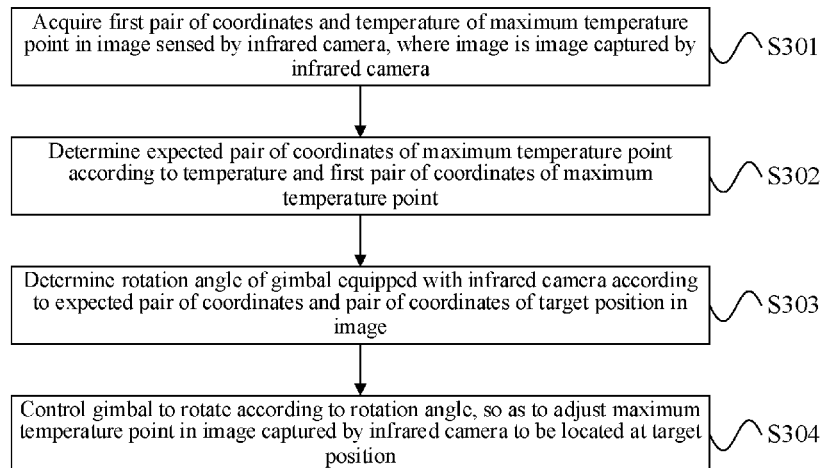 Acquire first pair of coordinates and temperature of maximum temperature
point in image sensed by infrared camera, where image is image captured by
infrared camera
S301
Determine expected pair of coordinates of maximum temperature point
according to temperature and first pair of coordinates of maximum
temperature point
S302
Determine rotation angle of gimbal equipped with infrared camera according
to expected pair of coordinates and pair of coordinates of target position in
image
S303
Control gimbal to rotate according to rotation angle, so as to adjust maximum
temperature point in image captured by infrared camera to be located at target
position
S304